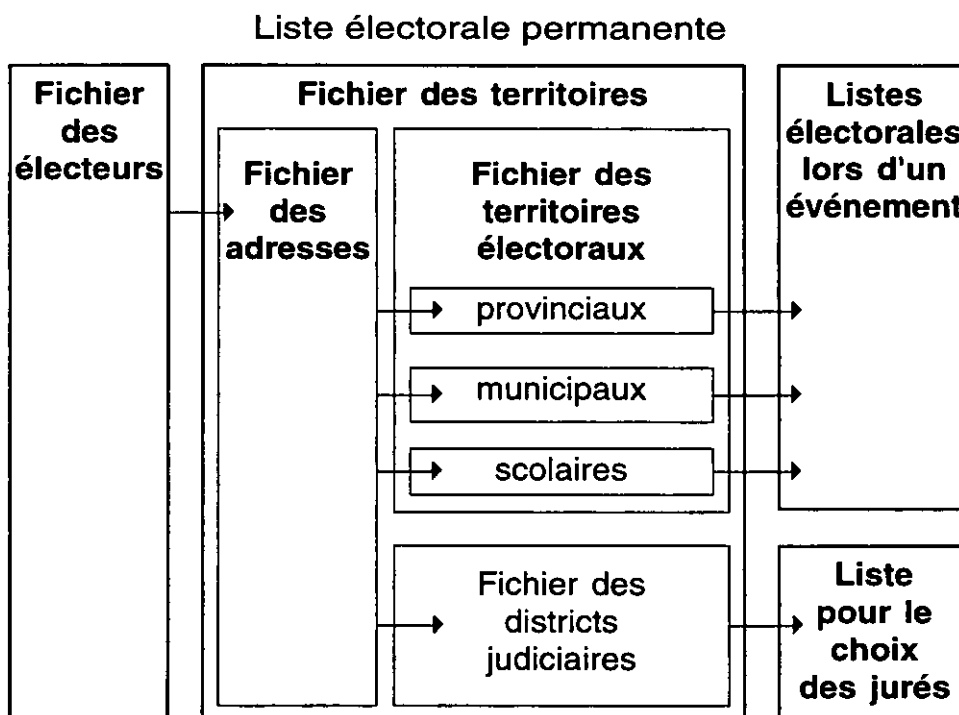 Liste électorale permanente
Fichier
des
électeurs
Fichier des territoires
Fichier
des
adresses
Fichier des
territoires
électoraux
provinciaux
municipaux
scolaires
Fichier des
districts
judiciaires
Listes
électorales
lors d'un
événement
Liste
pour le
choix
des jurés